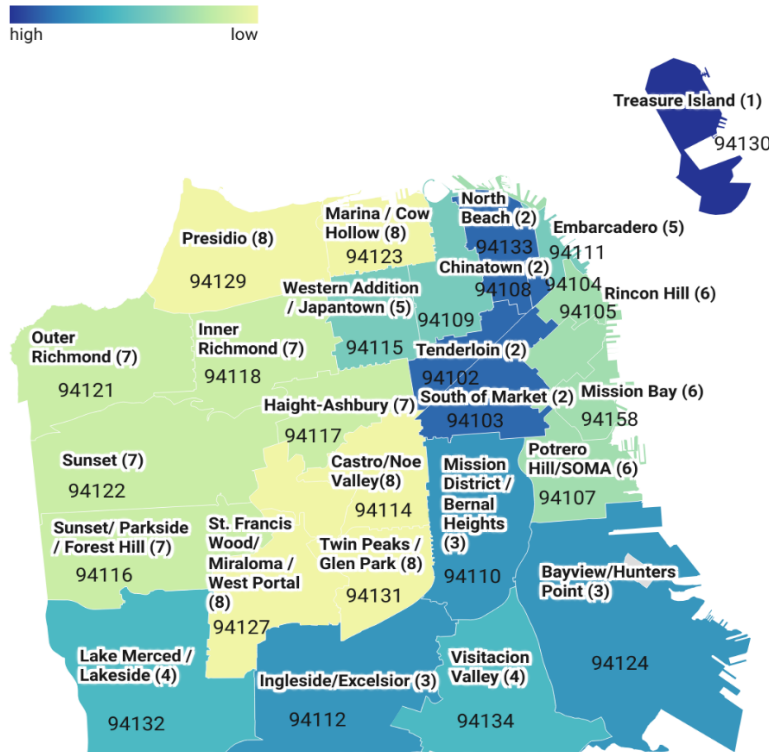 high
low
Treasure Island (1)
94130
North
Beach (2)
94133
Marina / Cow
Hollow (8)
94123
Presidio (8)
94129
Embarcadero (5)
94111
Chinatown (2)
94108
94104
Rincon Hill (6)
94105
Western Addition
/ Japantown (5)
94115
94109
Outer
Richmond (7)
94121
Inner
Richmond (7)
94118
Tenderloin (2)
94102
South of Market (2)
94103
Mission Bay (6)
94158
Haight-Ashbury (7)
94117
Sunset (7)
94122
Castro/Noe
Valley(8)
94114
Mission
District /
Bernal
Heights
(3)
94110
Potrero
Hill/SOMA (6)
94107
Sunset/ Parkside
/ Forest Hill (7)
94116
St. Francis
Wood/
Miraloma /
West Portal
(8)
94127
Twin Peaks /
Glen Park (8)
94131
Bayview/Hunters
Point (3)
94124
Lake Merced /
Lakeside (4)
94132
Ingleside/Excelsior (3)
94112
Visitacion
Valley (4)
94134